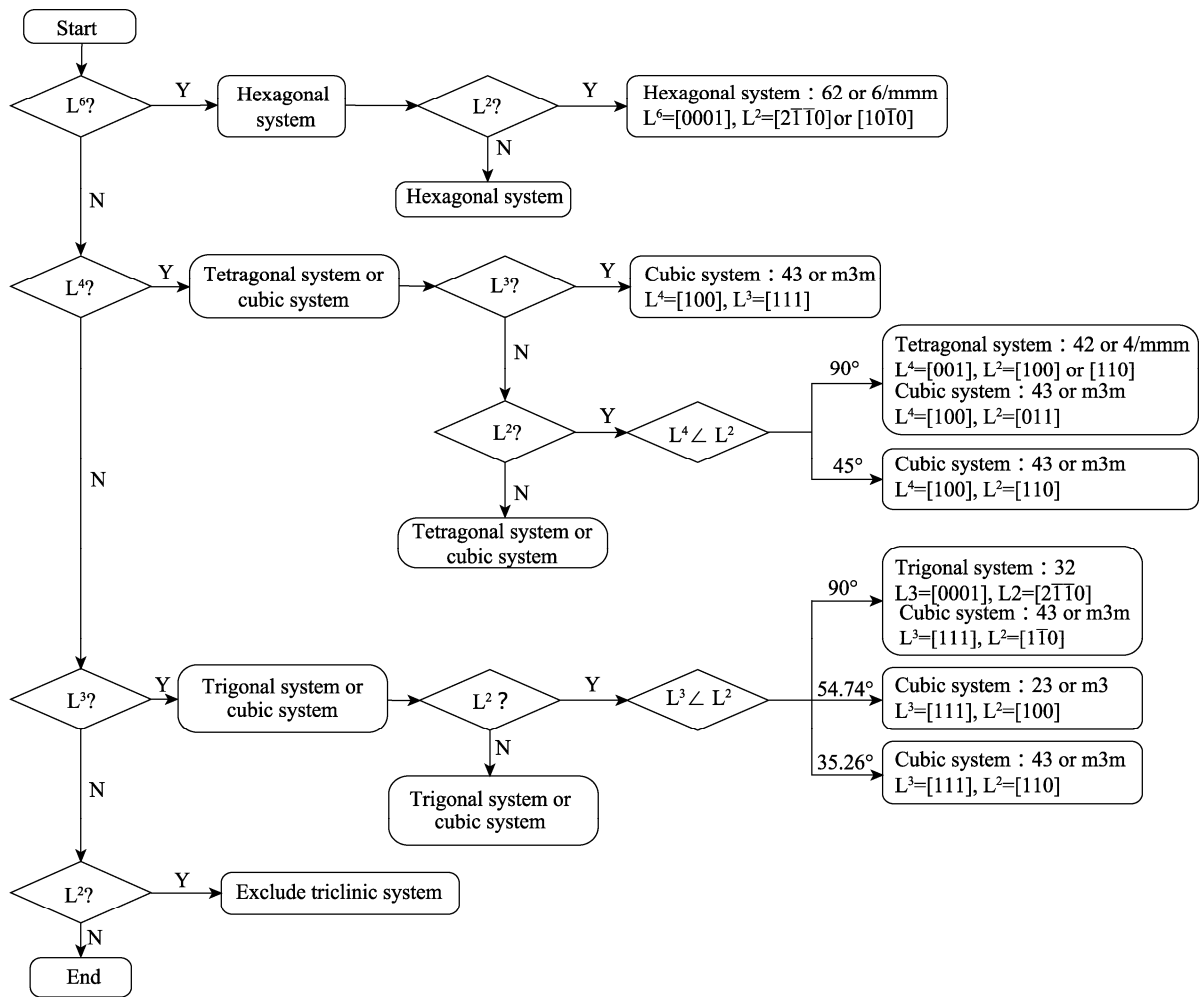 Start
L⁶?
Y
Hexagonal
system
L²?
Y
Hexagonal system：62 or 6/mmm
L⁶=[0001], L²=[21̅1̅0] or [101̅0]
N
Hexagonal system
N
L⁴?
Y
Tetragonal system or
cubic system
L³?
Y
Cubic system：43 or m3m
L⁴=[100], L³=[111]
N
L²?
Y
L⁴∠ L²
90°
Tetragonal system：42 or 4/mmm
L⁴=[001], L²=[100] or [110]
Cubic system：43 or m3m
L⁴=[100], L²=[011]
45°
Cubic system：43 or m3m
L⁴=[100], L²=[110]
N
Tetragonal system or
cubic system
N
L³?
Y
Trigonal system or
cubic system
L²？
Y
L³∠ L²
90°
Trigonal system：32
L3=[0001], L2=[21̅1̅0]
Cubic system：43 or m3m
L³=[111], L²=[11̅0]
54.74°
Cubic system：23 or m3
L³=[111], L²=[100]
35.26°
Cubic system：43 or m3m
L³=[111], L²=[110]
N
Trigonal system or
cubic system
N
L²?
Y
Exclude triclinic system
N
End